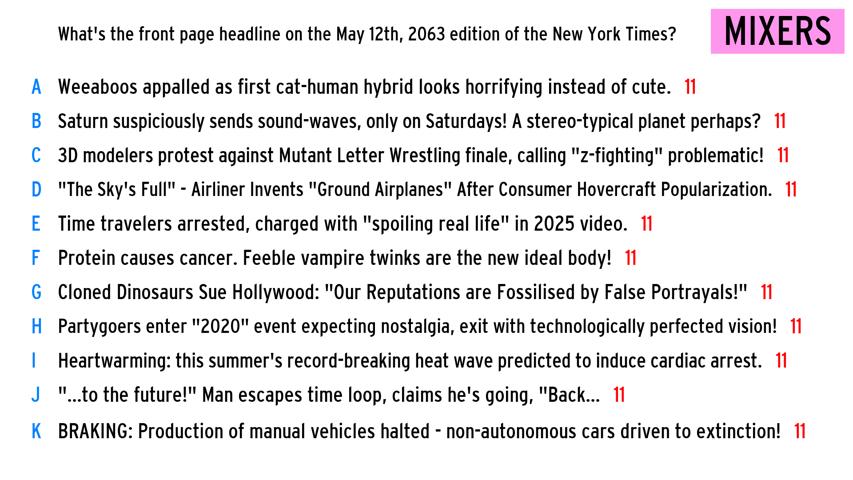 What's the front page headline on the May 12th, 2063 edition of the New York Times?
MIXERS
A Weeaboos appalled as first cat-human hybrid looks horrifying instead of cute. 11
B Saturn suspiciously sends sound-waves, only on Saturdays! A stereo-typical planet perhaps? 11
C 3D modelers protest against Mutant Letter Wrestling finale, calling "z-fighting" problematic! 11
D "The Sky's Full" - Airliner Invents "Ground Airplanes" After Consumer Hovercraft Popularization. 11
E Time travelers arrested, charged with "spoiling real life" in 2025 video. 11
F Protein causes cancer. Feeble vampire twinks are the new ideal body! 11
G Cloned Dinosaurs Sue Hollywood: "Our Reputations are Fossilised by False Portrayals!" 11
H Partygoers enter "2020" event expecting nostalgia, exit with technologically perfected vision! 11
I Heartwarming: this summer's record-breaking heat wave predicted to induce cardiac arrest. 11
J "...to the future!" Man escapes time loop, claims he's going, "Back... 11
K BRAKING: Production of manual vehicles halted - non-autonomous cars driven to extinction! 11